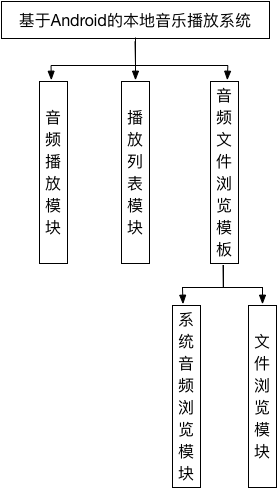 基于Android的本地音乐播放系统
音频播放模块
播放列表模块
音频文件浏览模板
系统音频浏览模块
文件浏览模块